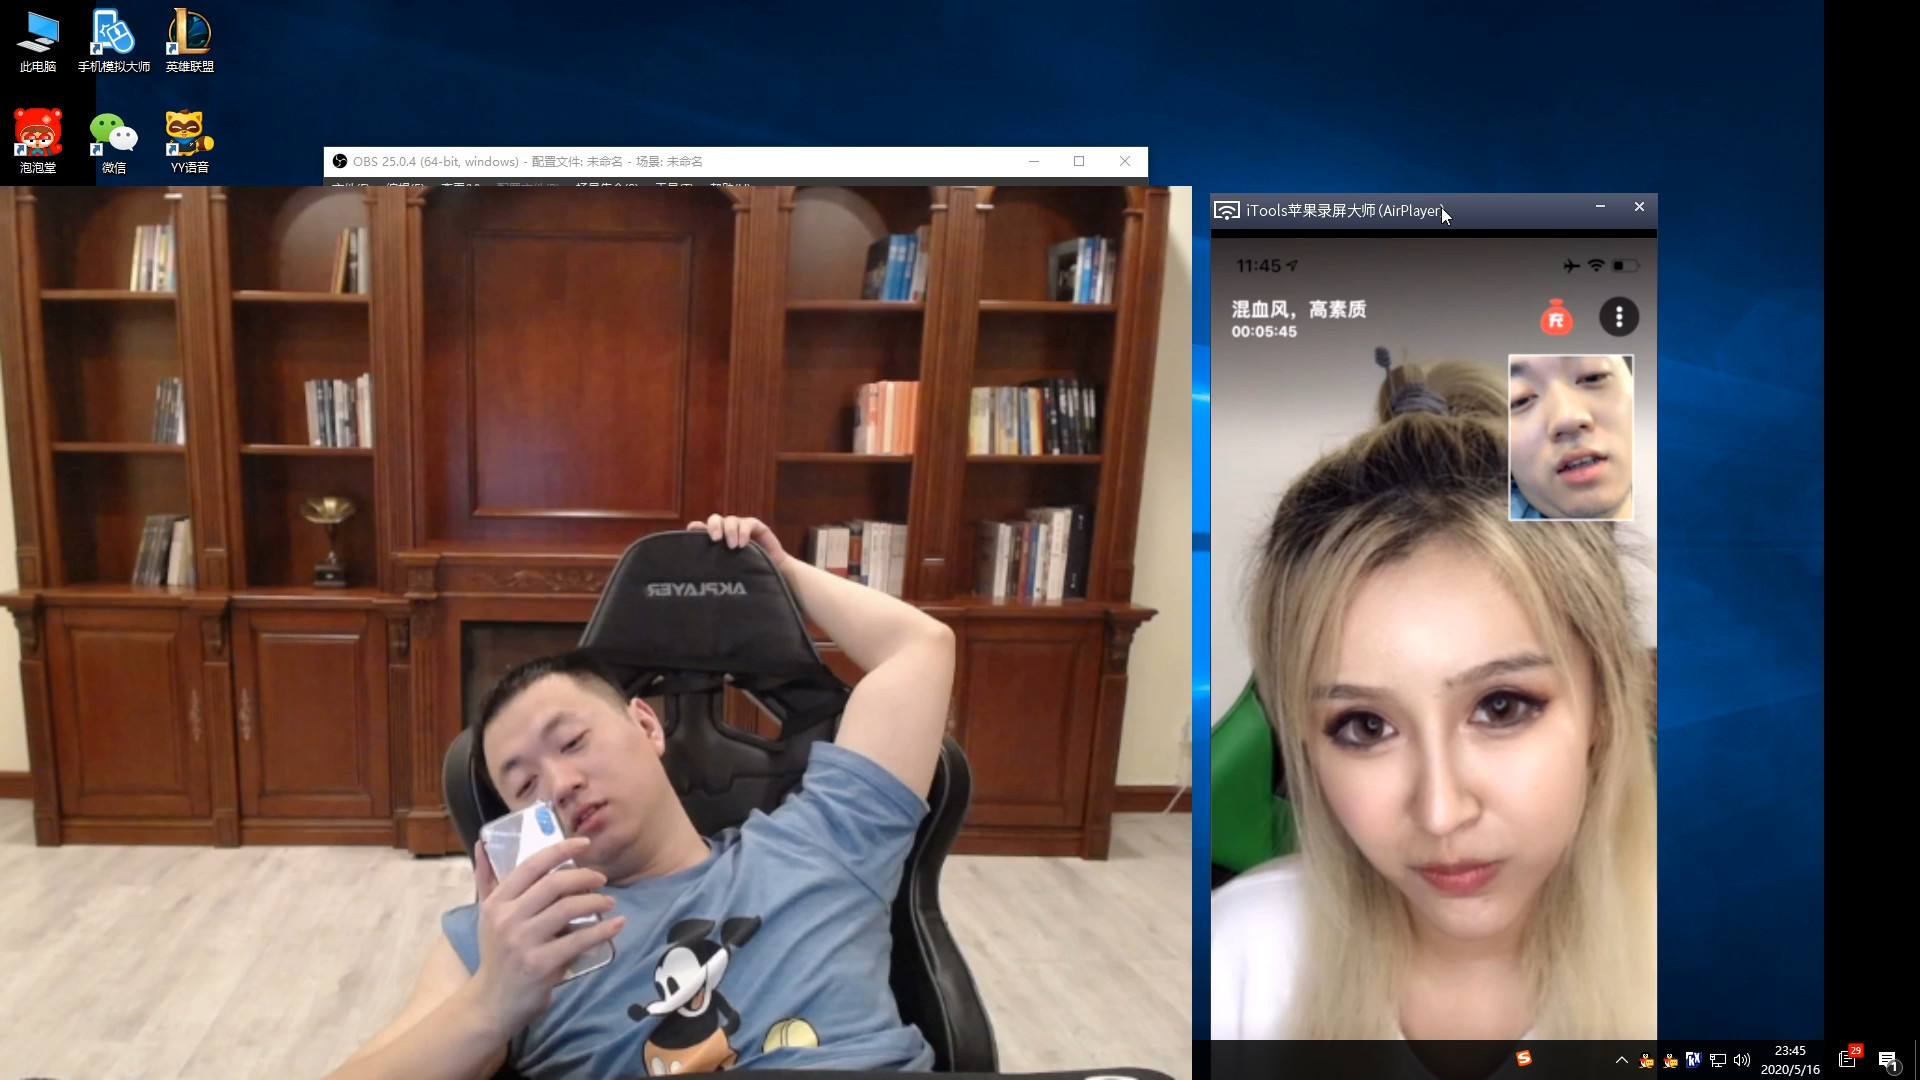 此电脑
手机模拟大师
英雄联盟
泡泡堂
微信
YY语音
OBS 25.0.4 (64-bit, windows) - 配置文件: 未命名 - 场景: 未命名
AKPLAYER
iTools苹果录屏大师(AirPlayer)
11:45
混血风，高素质
00:05:45
充
23:45
2020/5/16
29
1